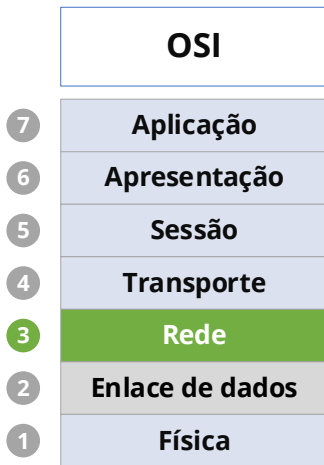 OSI
7 Aplicação
6 Apresentação
5 Sessão
4 Transporte
3 Rede
2 Enlace de dados
1 Física